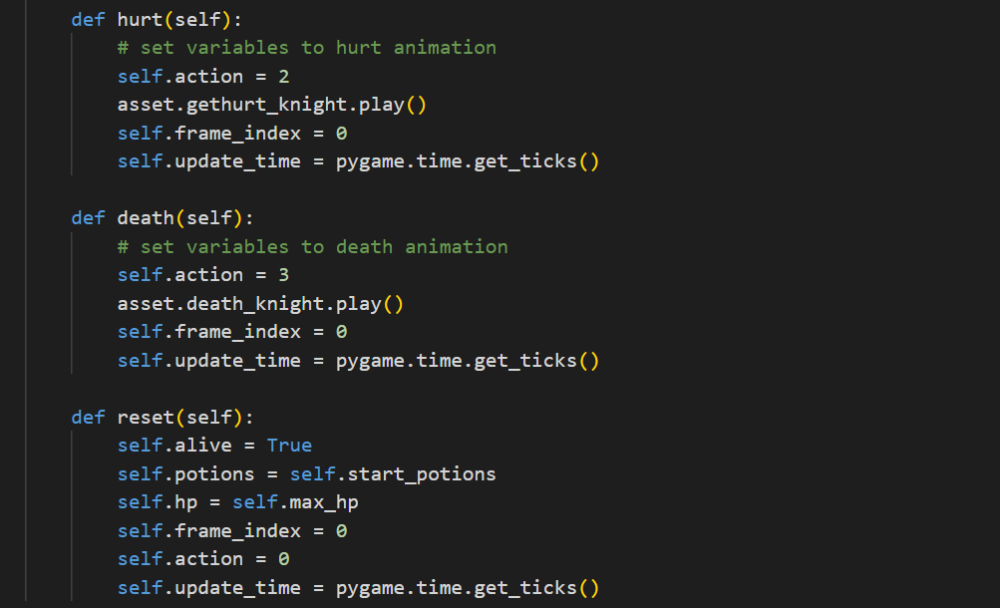 def hurt(self):
    # set variables to hurt animation
    self.action = 2
    asset.gethurt_knight.play()
    self.frame_index = 0
    self.update_time = pygame.time.get_ticks()

def death(self):
    # set variables to death animation
    self.action = 3
    asset.death_knight.play()
    self.frame_index = 0
    self.update_time = pygame.time.get_ticks()

def reset(self):
    self.alive = True
    self.potions = self.start_potions
    self.hp = self.max_hp
    self.frame_index = 0
    self.action = 0
    self.update_time = pygame.time.get_ticks()